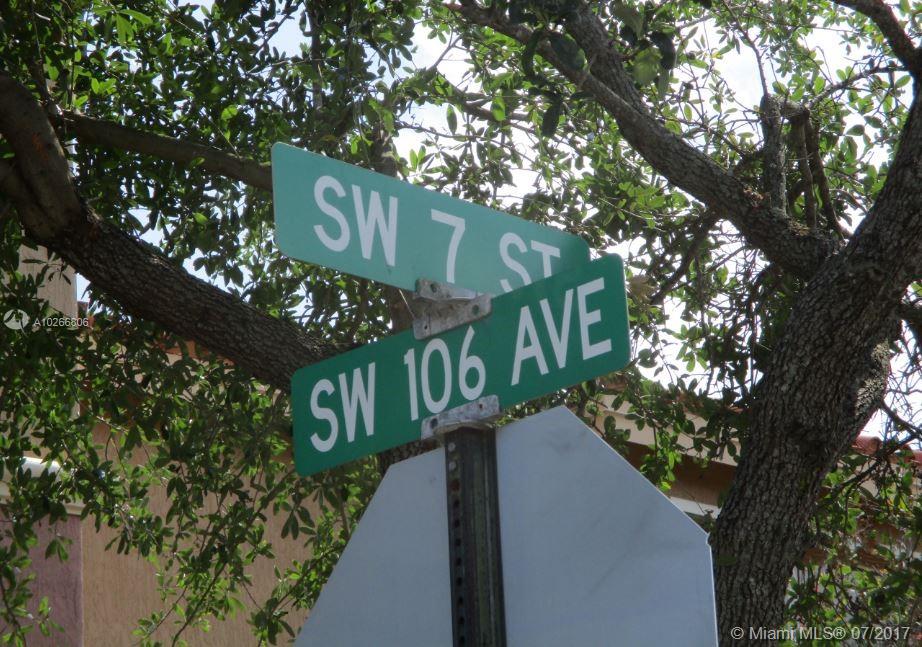 SW 7 ST
SW 106 AVE
A10266806
© Miami MLS® 07/2017